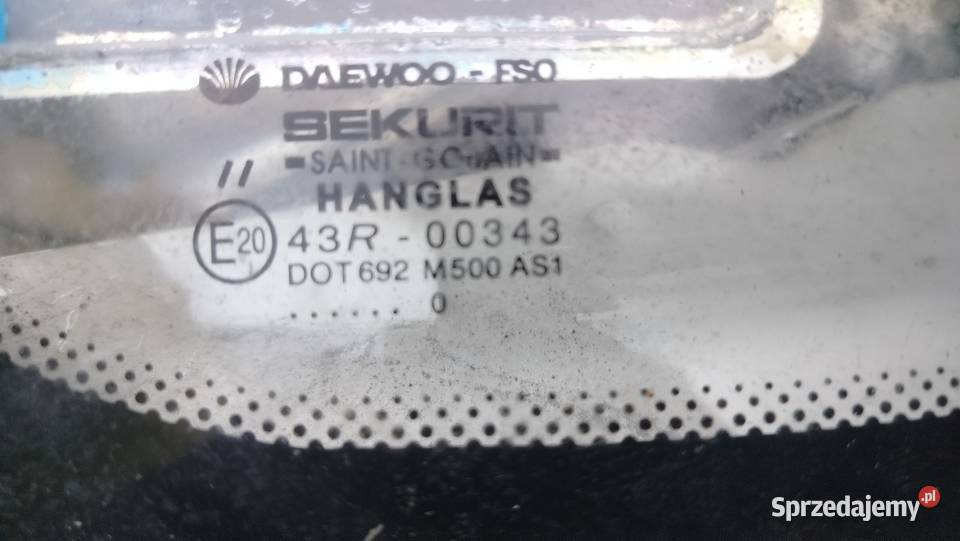 DAEWOO - FSO
SEKURIT
SAINT-GOBAIN
HANGLAS
//
E20 43R - 00343
DOT 692 M500 AS1
...... 0
Sprzedajemy.pl